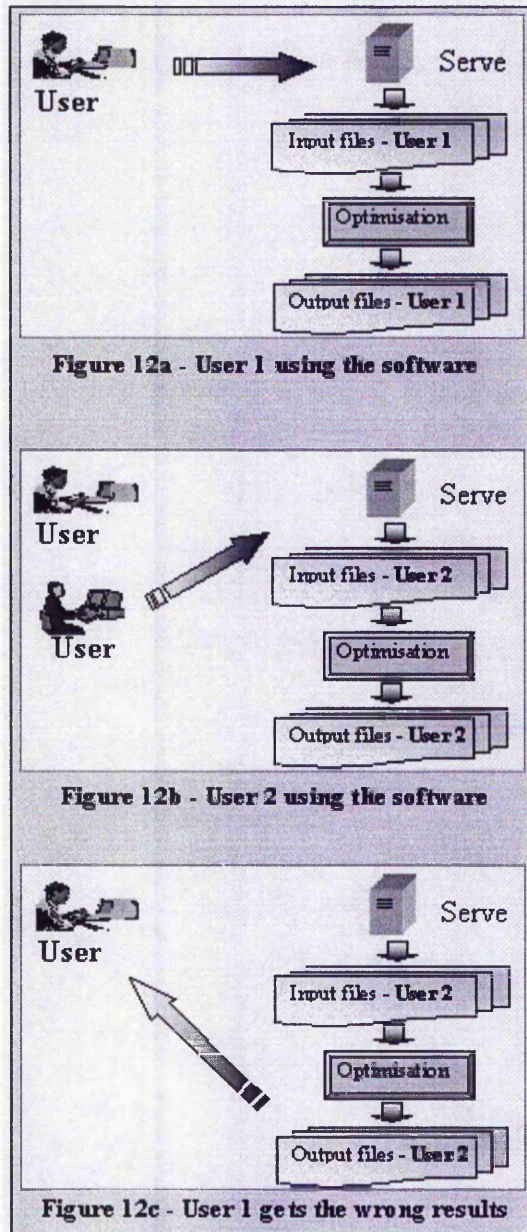 Serve
User
Input files - User 1
Optimisation
Output files - User 1
Figure 12a - User 1 using the software
Serve
User
Input files - User 2
User
Optimisation
Output files - User 2
Figure 12b - User 2 using the software
Serve
User
Input files - User 2
Optimisation
Output files - User 2
Figure 12c - User 1 gets the wrong results